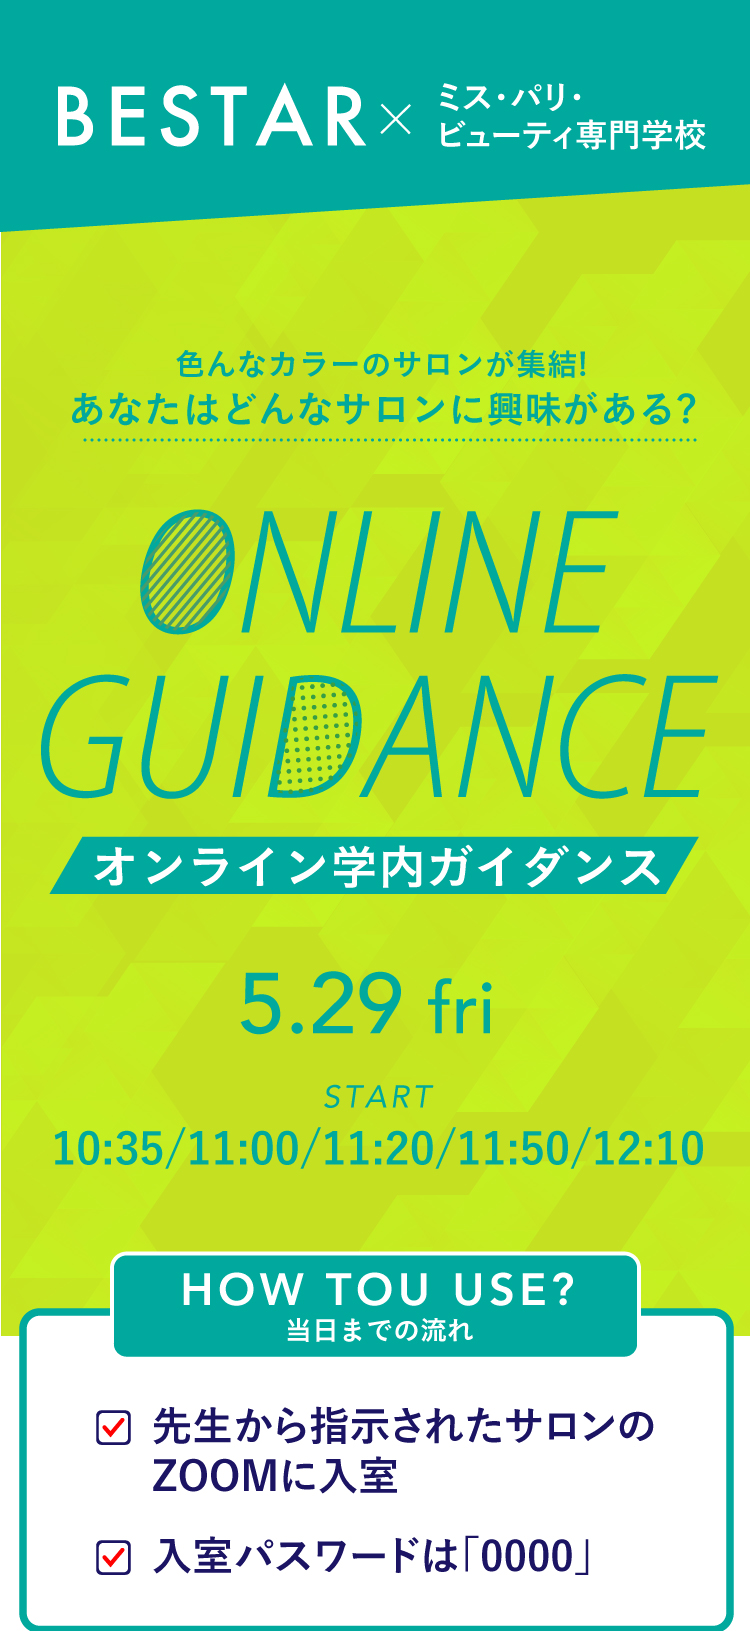 BESTAR × ミス・パリ・
ビューティ専門学校
色んなカラーのサロンが集結!
あなたはどんなサロンに興味がある?
ONLINE
GUIDANCE
オンライン学内ガイダンス
5.29 fri
START
10:35/11:00/11:20/11:50/12:10
HOW TOU USE?
当日までの流れ
先生から指示されたサロンの
ZOOMに入室
入室パスワードは「0000」